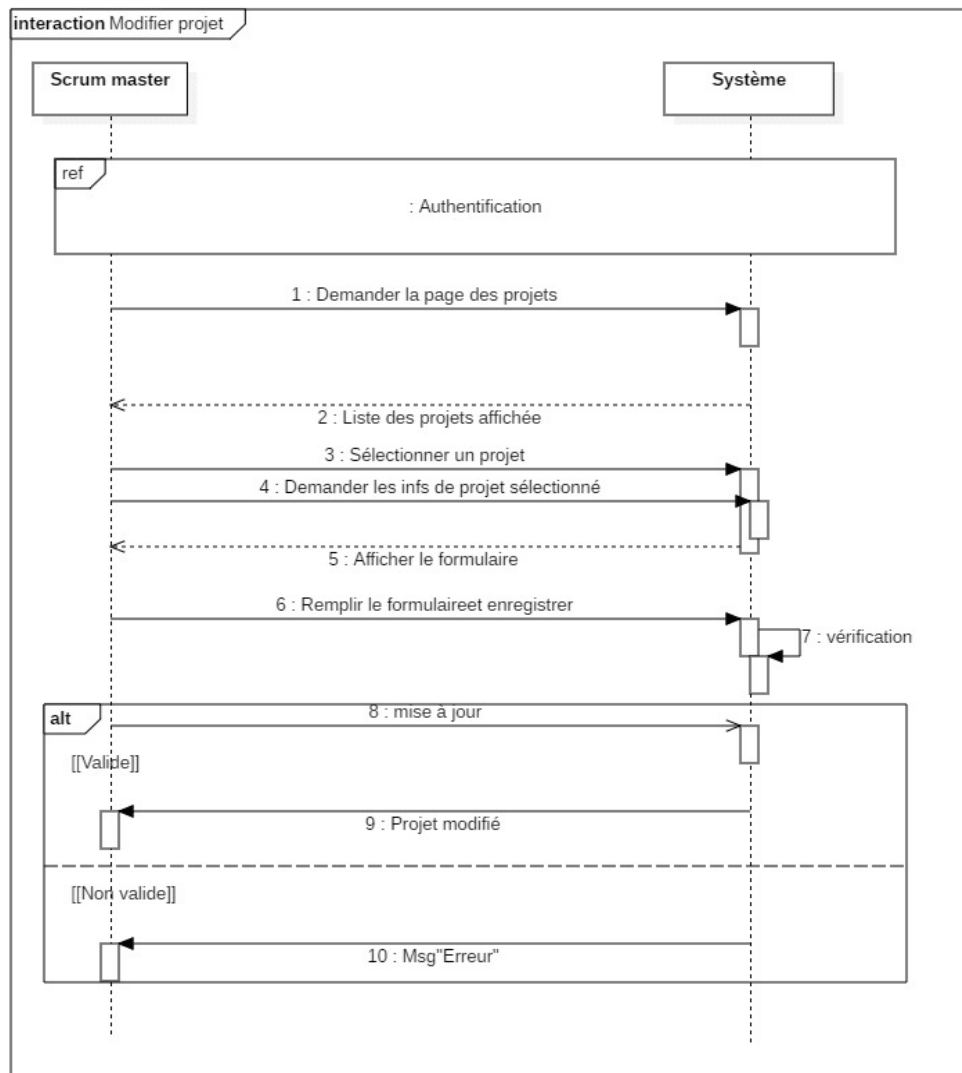 interaction Modifier projet
Scrum master
Système
ref
: Authentification
1 : Demander la page des projets
2 : Liste des projets affichée
3 : Sélectionner un projet
4 : Demander les infs de projet sélectionné
5 : Afficher le formulaire
6 : Remplir le formulaireet enregistrer
7 : vérification
alt
8 : mise à jour
[[Valide]]
9 : Projet modifié
[[Non valide]]
10 : Msg"Erreur"